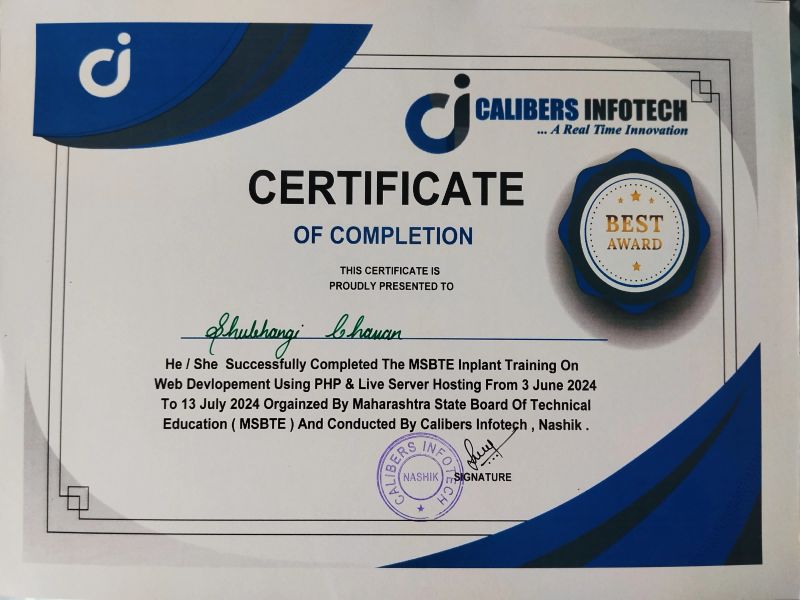 CALIBERS INFOTECH
... A Real Time Innovation
CERTIFICATE
OF COMPLETION
BEST
AWARD
THIS CERTIFICATE IS
PROUDLY PRESENTED TO
Shubhangi Chavan
He / She Successfully Completed The MSBTE Inplant Training On
Web Devlopement Using PHP & Live Server Hosting From 3 June 2024
To 13 July 2024 Orgainzed By Maharashtra State Board Of Technical
Education ( MSBTE ) And Conducted By Calibers Infotech , Nashik .
CALIBERS INFOTECH
NASHIK
SIGNATURE